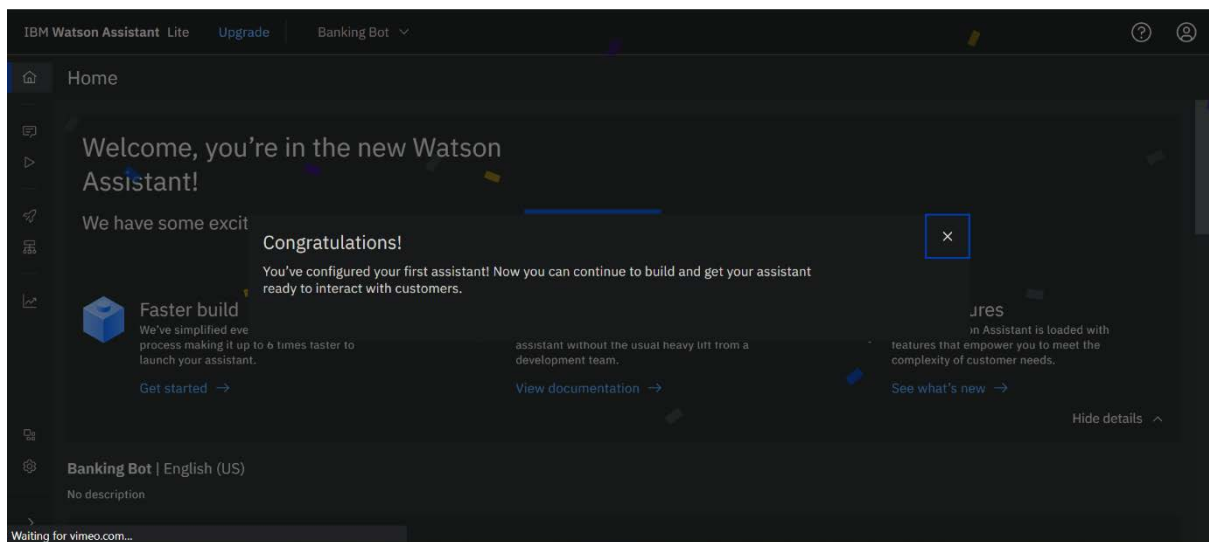 IBM Watson Assistant Lite Upgrade Banking Bot
Home
Welcome, you're in the new Watson
Assistant!
We have some excit
Congratulations!
You've configured your first assistant! Now you can continue to build and get your assistant
ready to interact with customers.
Faster build
We've simplified eve
process making it up to 6 times faster to
launch your assistant.
Get started →
assistant without the usual heavy lift from a
development team.
View documentation →
ures
on Assistant is loaded with
features that empower you to meet the
complexity of customer needs.
See what's new →
Hide details
Banking Bot | English (US)
No description
Waiting for vimeo.com...